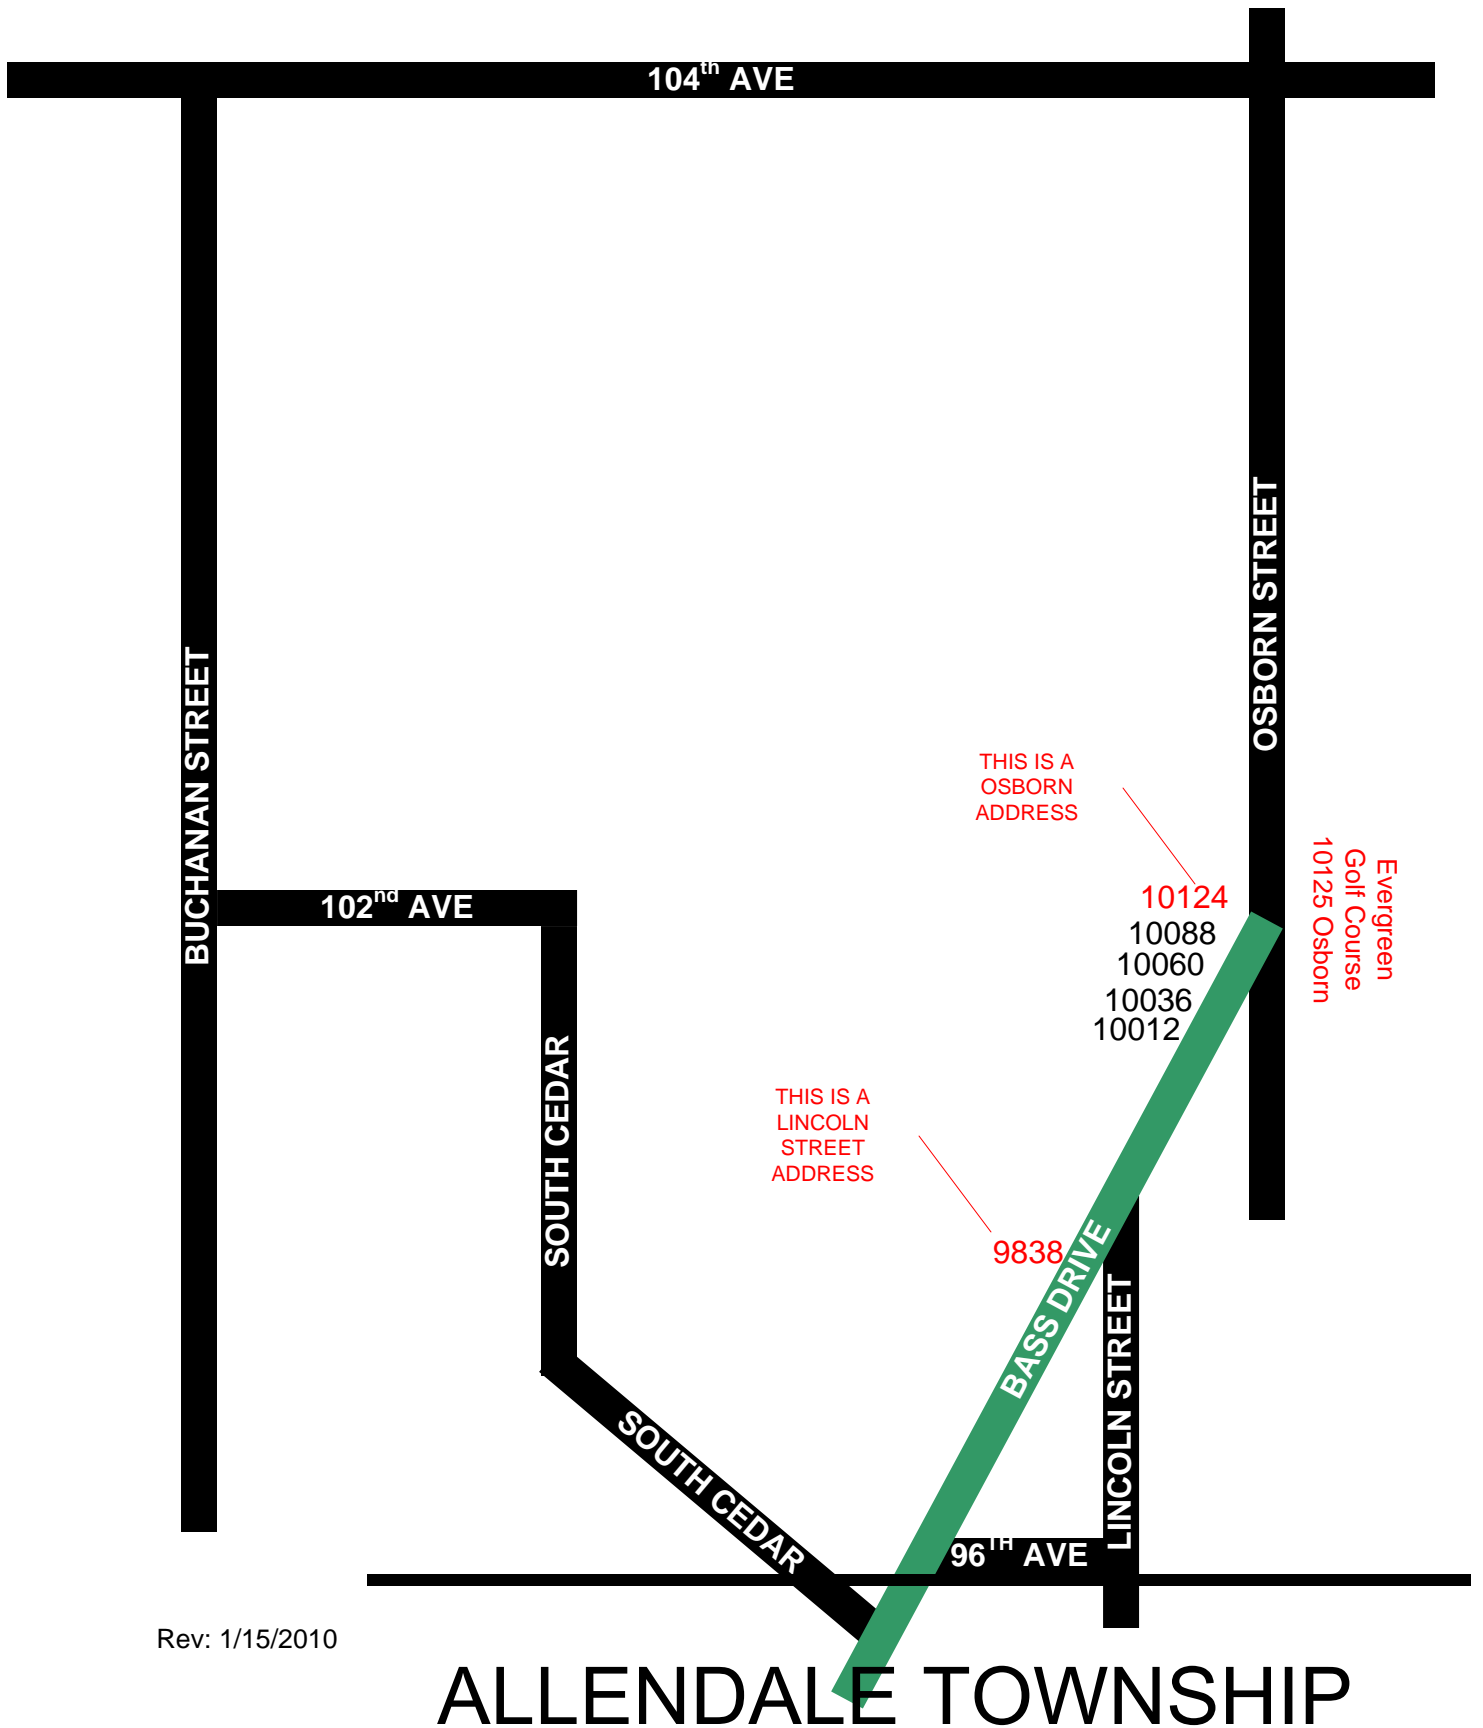 104th AVE
OSBORN STREET
BUCHANAN STREET
THIS IS A
OSBORN
ADDRESS
Evergreen
Golf Course
10125 Osborn
102nd AVE
10124
10088
10060
10036
10012
SOUTH CEDAR
THIS IS A
LINCOLN
STREET
ADDRESS
9838
BASS DRIVE
LINCOLN STREET
SOUTH CEDAR
96TH AVE
Rev: 1/15/2010
ALLENDALE TOWNSHIP